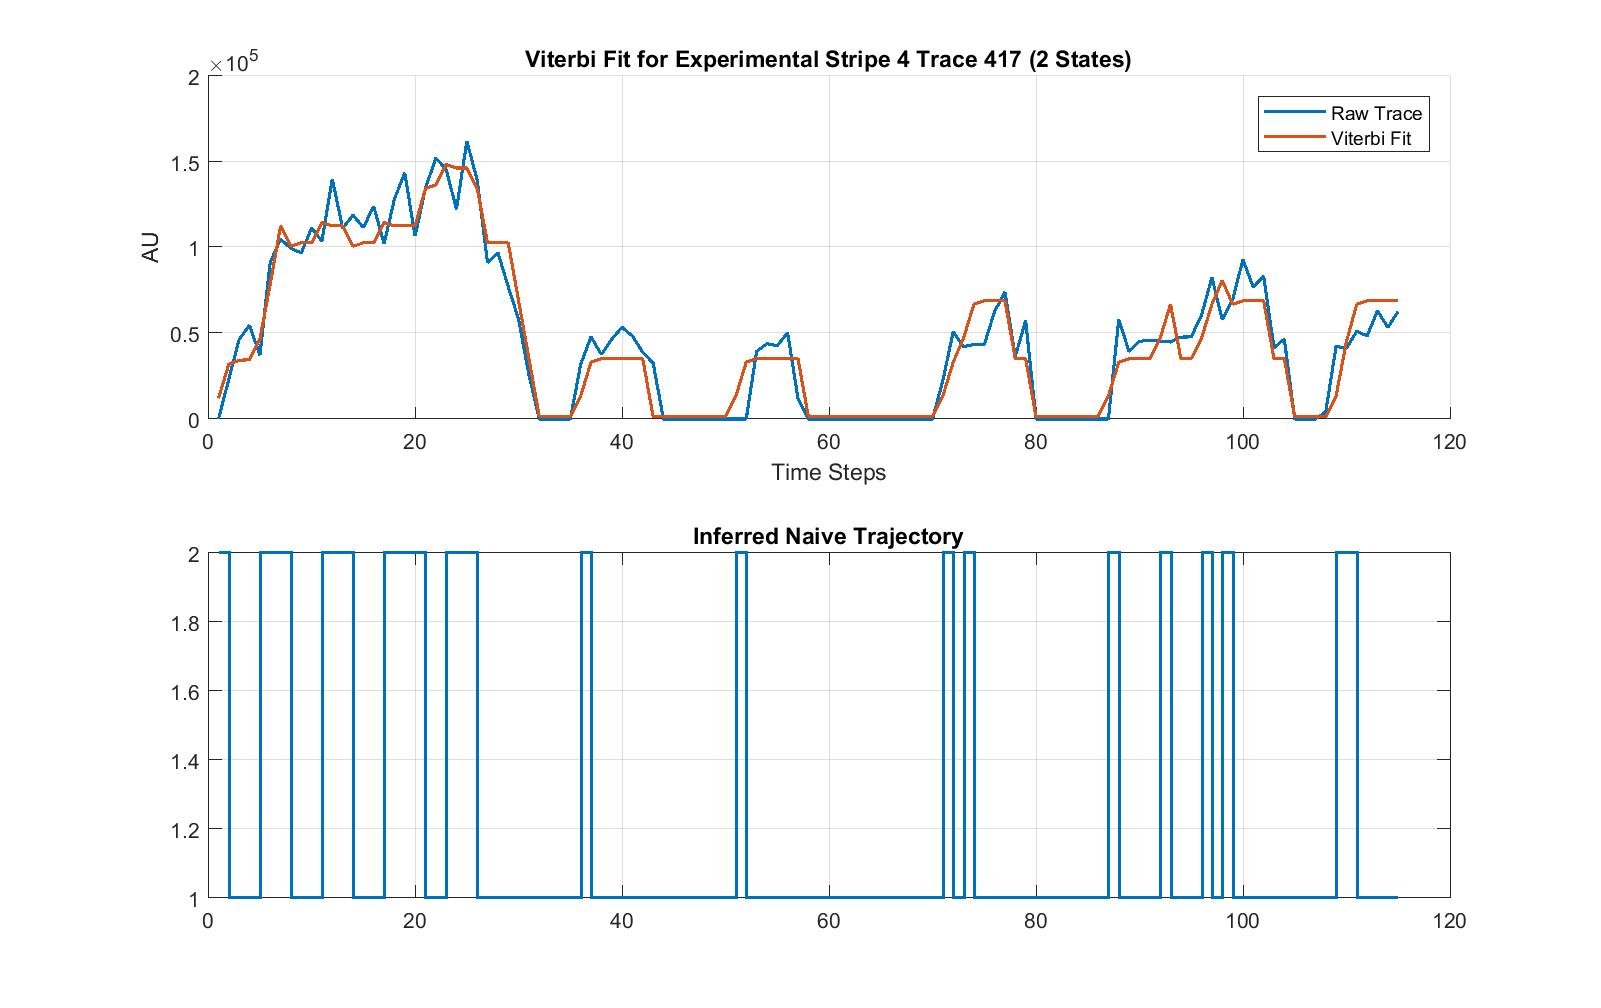 Viterbi Fit for Experimental Stripe 4 Trace 417 (2 States)
×10^5
2
1.5
1
0.5
0
AU
Raw Trace
Viterbi Fit
0 20 40 60 80 100 120
Time Steps
Inferred Naive Trajectory
2
1.8
1.6
1.4
1.2
1
0 20 40 60 80 100 120